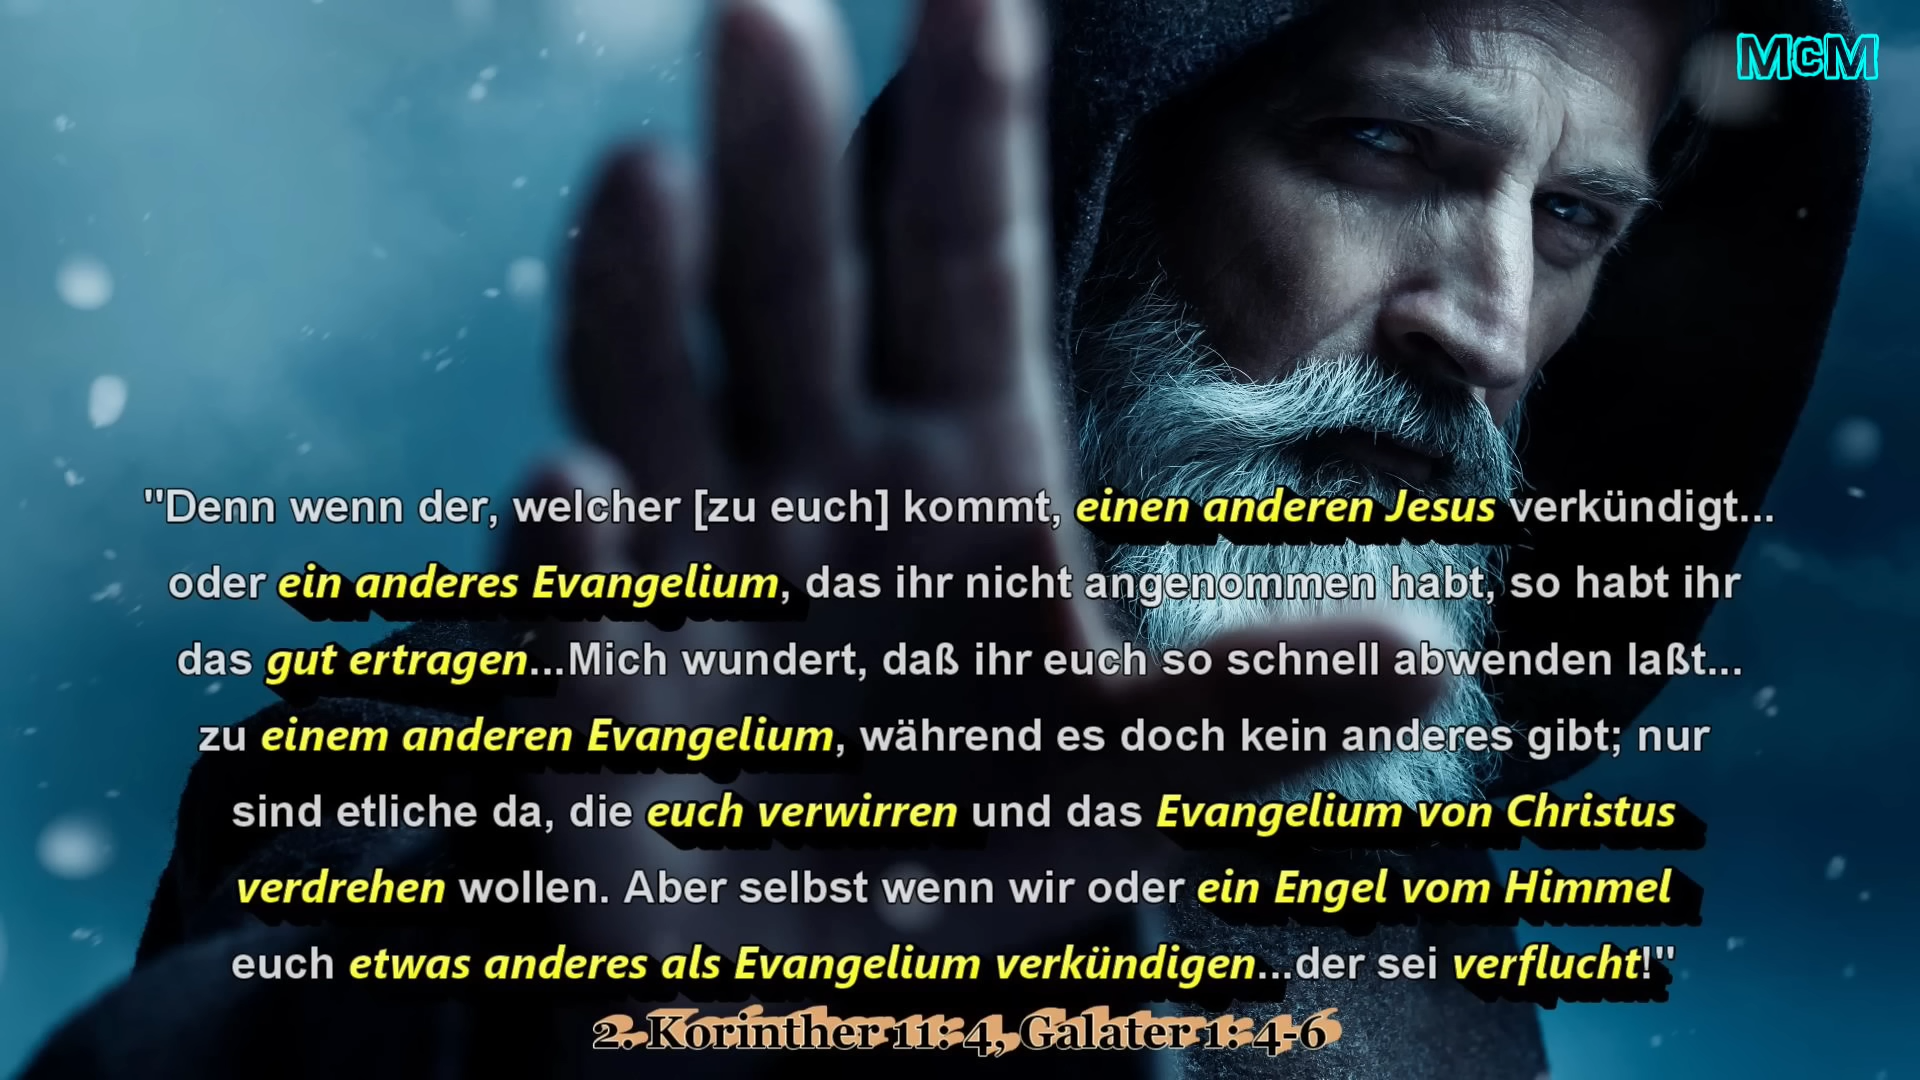 McM
"Denn wenn der, welcher [zu euch] kommt, einen anderen Jesus verkündigt...
oder ein anderes Evangelium, das ihr nicht angenommen habt, so habt ihr
das gut ertragen...Mich wundert, daß ihr euch so schnell abwenden laßt...
zu einem anderen Evangelium, während es doch kein anderes gibt; nur
sind etliche da, die euch verwirren und das Evangelium von Christus
verdrehen wollen. Aber selbst wenn wir oder ein Engel vom Himmel
euch etwas anderes als Evangelium verkündigen...der sei verflucht!"
2. Korinther 11: 4, Galater 1: 4-6